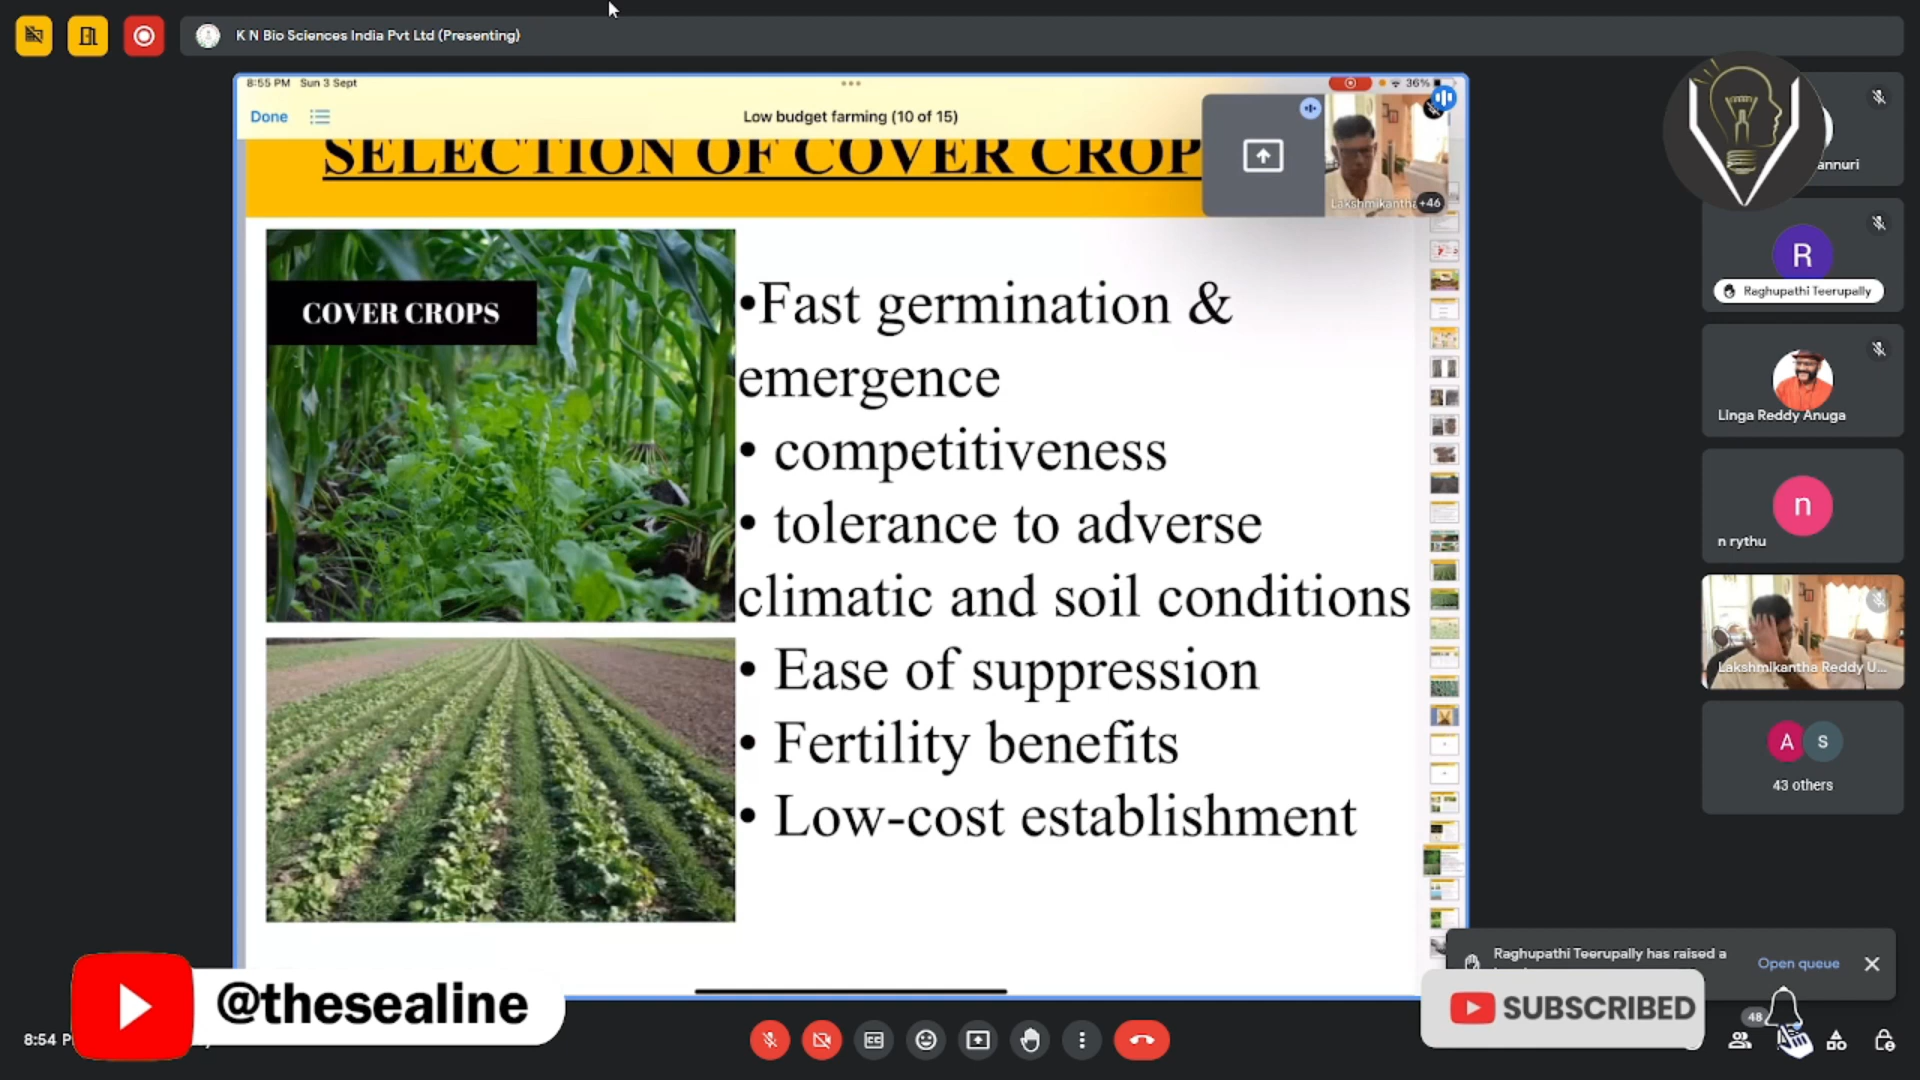 K N Bio Sciences India Pvt Ltd (Presenting)
8:55 PM Sun 3 Sept
36%
Done
Low budget farming (10 of 15)
SELECTION OF COVER CROP
Lakshmikantha
+46
COVER CROPS
•Fast germination &
emergence
• competitiveness
• tolerance to adverse
climatic and soil conditions
• Ease of suppression
• Fertility benefits
• Low-cost establishment
annuri
R
Raghupathi Teerupally
Linga Reddy Anuga
n
n rythu
Lakshmikantha Reddy U...
A S
43 others
Raghupathi Teerupally has raised a
Open queue
@thesealine
SUBSCRIBED
8:54 P
48